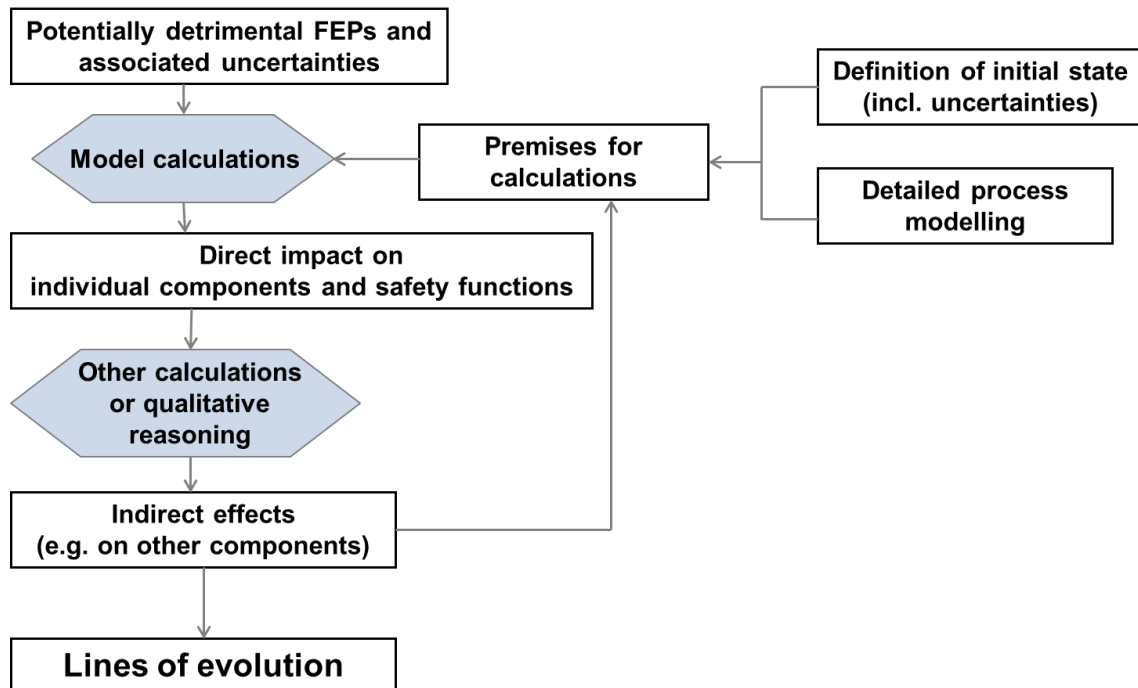 Potentially detrimental FEPs and
associated uncertainties
Definition of initial state
(incl. uncertainties)
Model calculations
Premises for
calculations
Detailed process
modelling
Direct impact on
individual components and safety functions
Other calculations
or qualitative
reasoning
Indirect effects
(e.g. on other components)
Lines of evolution